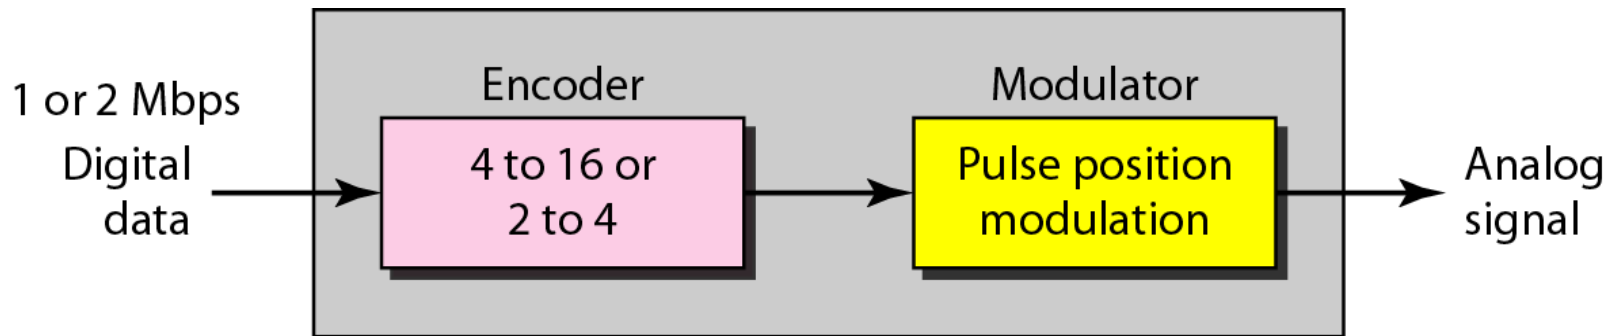 1 or 2 Mbps
Digital
data
Encoder
4 to 16 or
2 to 4
Modulator
Pulse position
modulation
Analog
signal